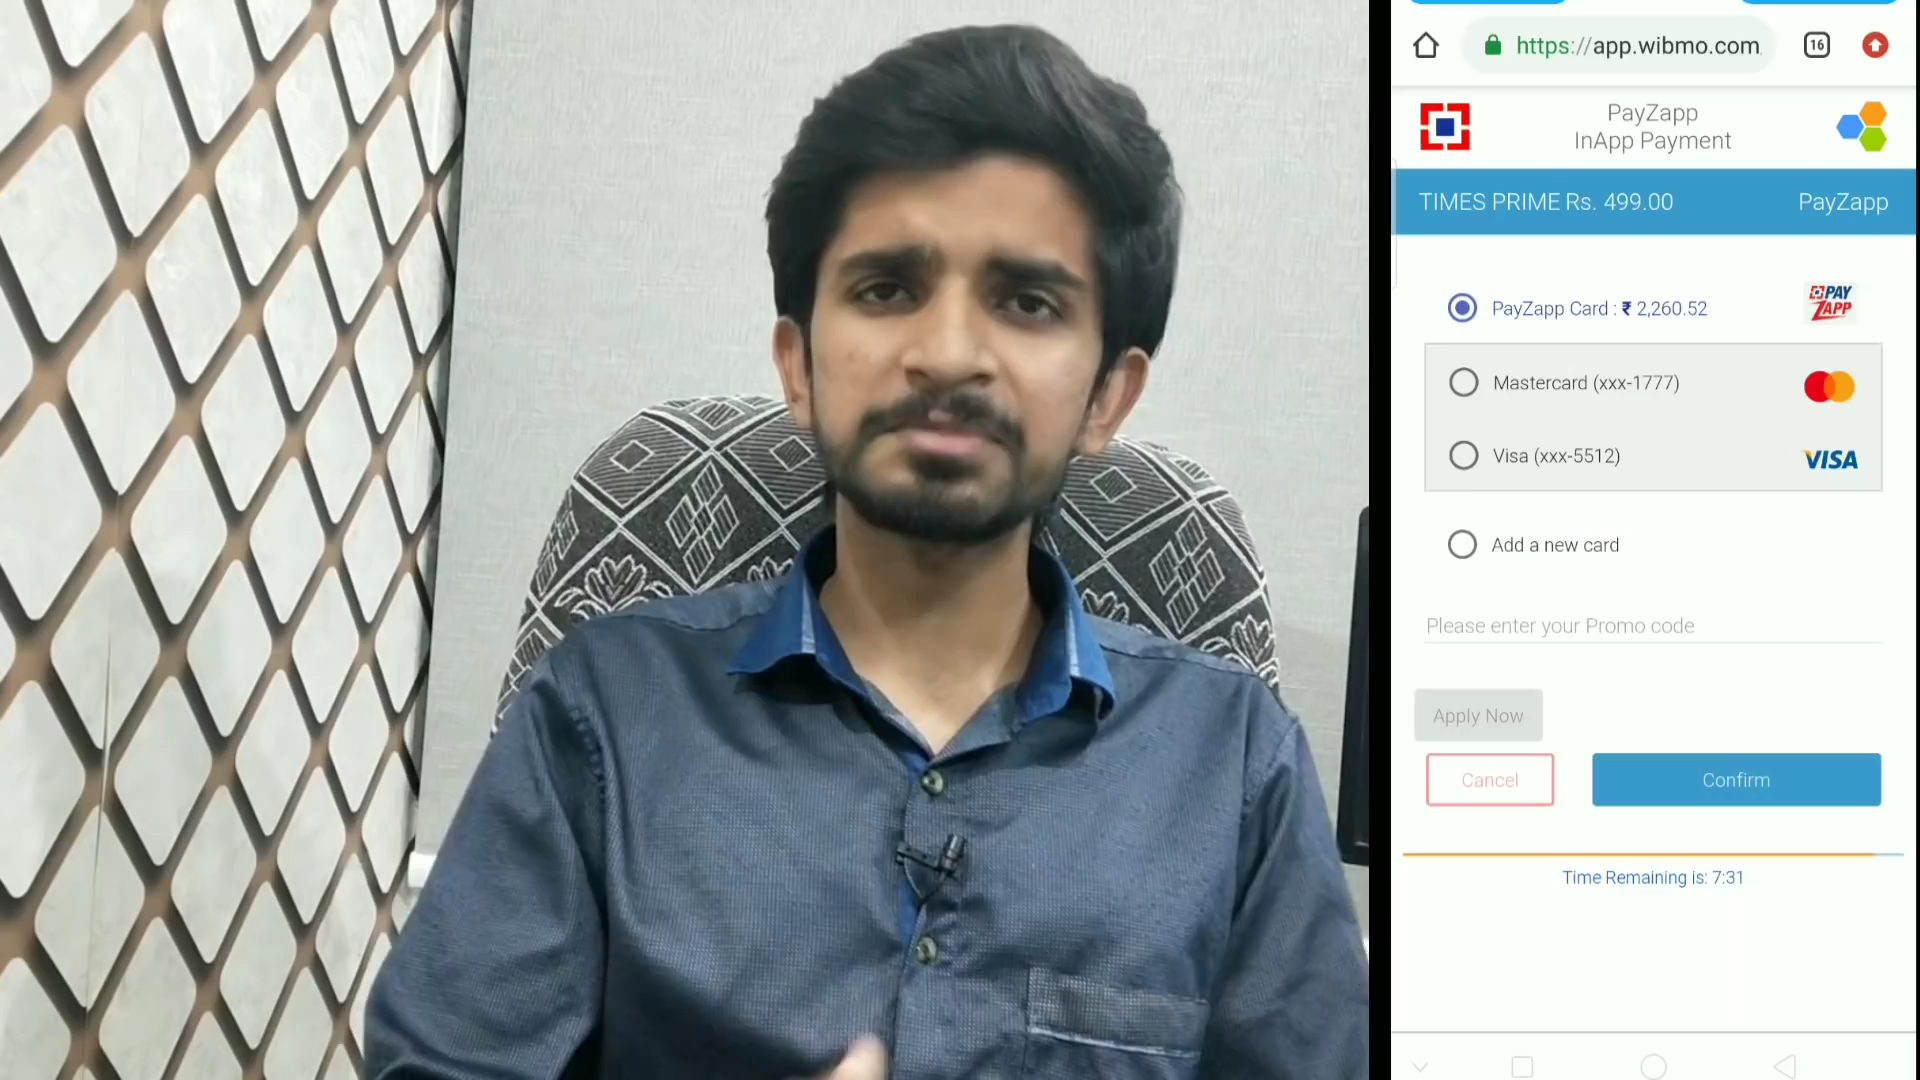 https://app.wibmo.com
16
PayZapp
InApp Payment
TIMES PRIME Rs. 499.00
PayZapp
PayZapp Card : ₹ 2,260.52
PAY
ZAPP
Mastercard (xxx-1777)
Visa (xxx-5512)
VISA
Add a new card
Please enter your Promo code
Apply Now
Cancel
Confirm
Time Remaining is: 7:31